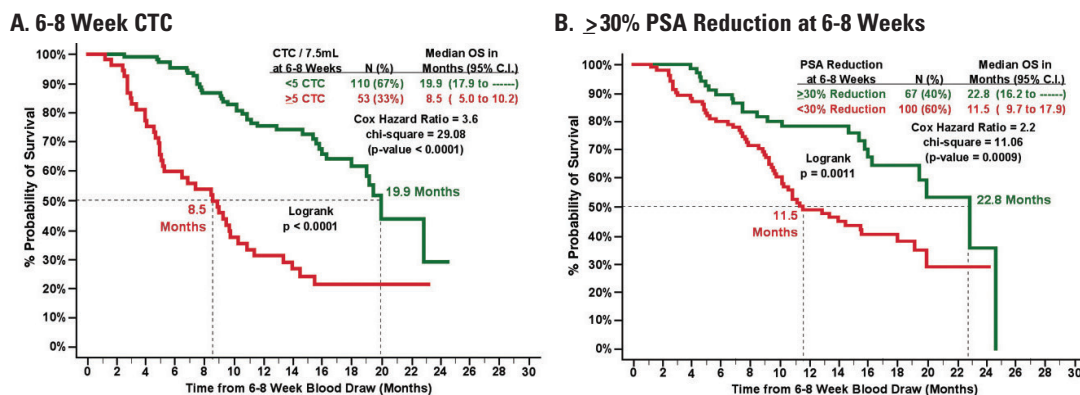 A. 6-8 Week CTC
CTC / 7.5mL Median OS in
at 6-8 Weeks N (%) Months (95% C.I.)
<5 CTC 110 (67%) 19.9 (17.9 to ------)
≥5 CTC 53 (33%) 8.5 ( 5.0 to 10.2)
Cox Hazard Ratio = 3.6
chi-square = 29.08
(p-value < 0.0001)
% Probability of Survival
100%
90%
80%
70%
60%
50%
40%
30%
20%
10%
0%
19.9 Months
8.5
Months
Logrank
p < 0.0001
0 2 4 6 8 10 12 14 16 18 20 22 24 26 28 30
Time from 6-8 Week Blood Draw (Months)
B. ≥30% PSA Reduction at 6-8 Weeks
PSA Reduction Median OS in
at 6-8 Weeks N (%) Months (95% C.I.)
≥30% Reduction 67 (40%) 22.8 (16.2 to ------)
<30% Reduction 100 (60%) 11.5 ( 9.7 to 17.9)
Cox Hazard Ratio = 2.2
chi-square = 11.06
(p-value = 0.0009)
% Probability of Survival
100%
90%
80%
70%
60%
50%
40%
30%
20%
10%
0%
Logrank
p = 0.0011
22.8 Months
11.5
Months
0 2 4 6 8 10 12 14 16 18 20 22 24 26 28 30
Time from 6-8 Week Blood Draw (Months)